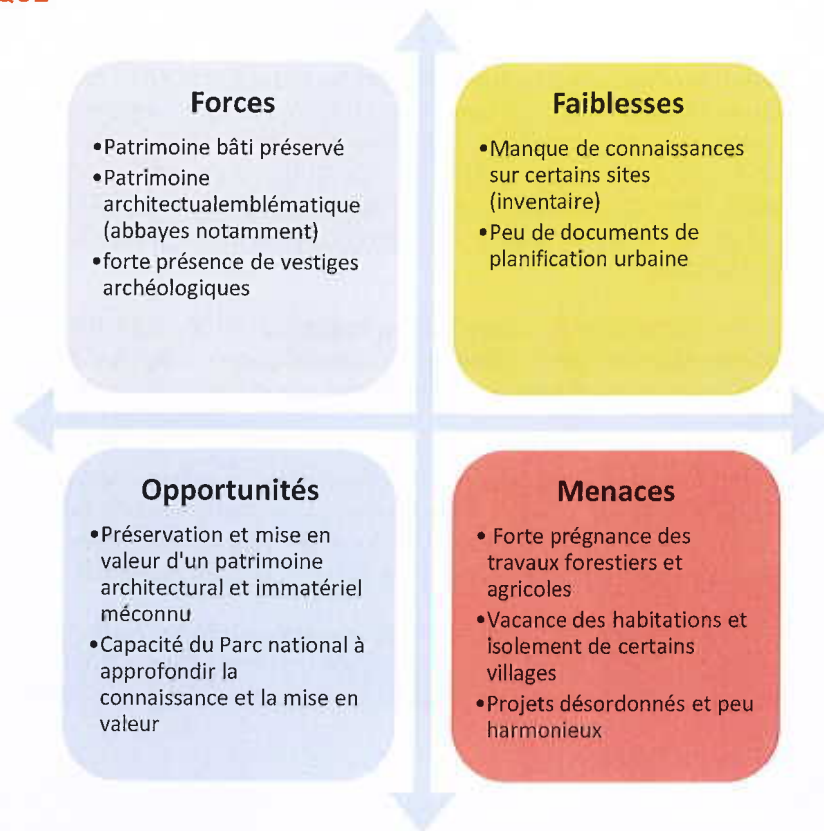 Forces
•Patrimoine bâti préservé
•Patrimoine
architectualemblématique
(abbayes notamment)
•forte présence de vestiges
archéologiques
Faiblesses
•Manque de connaissances
sur certains sites
(inventaire)
•Peu de documents de
planification urbaine
Opportunités
•Préservation et mise en
valeur d'un patrimoine
architectural et immatériel
méconnu
•Capacité du Parc national à
approfondir la
connaissance et la mise en
valeur
Menaces
• Forte prégnance des
travaux forestiers et
agricoles
•Vacance des habitations et
isolement de certains
villages
•Projets désordonnés et peu
harmonieux